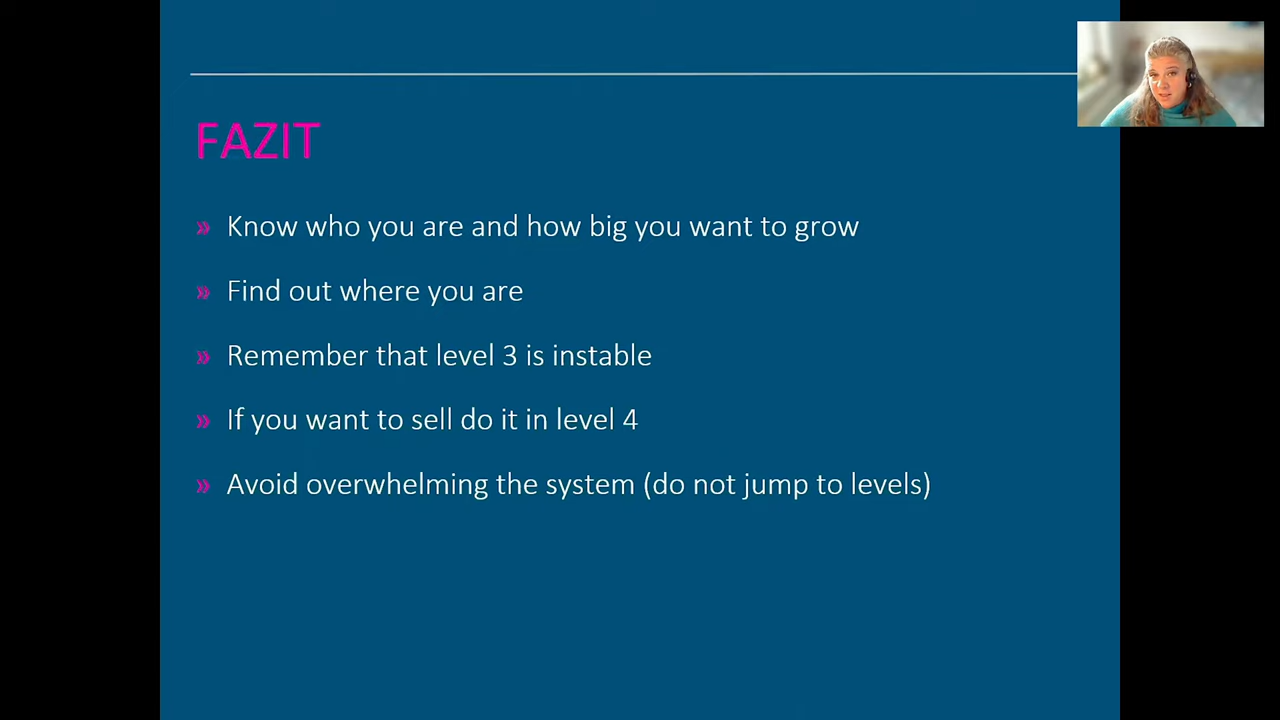 FAZIT
» Know who you are and how big you want to grow
» Find out where you are
» Remember that level 3 is instable
» If you want to sell do it in level 4
» Avoid overwhelming the system (do not jump to levels)